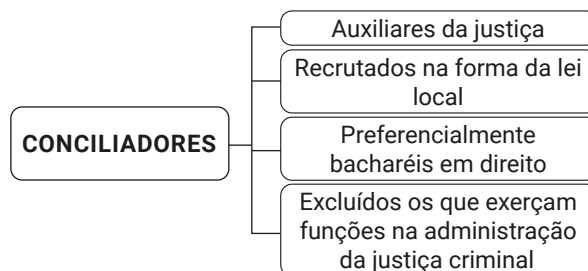 Auxiliares da justiça
Recrutados na forma da lei
local
CONCILIADORES
Preferencialmente
bacharéis em direito
Excluídos os que exerçam
funções na administração
da justiça criminal